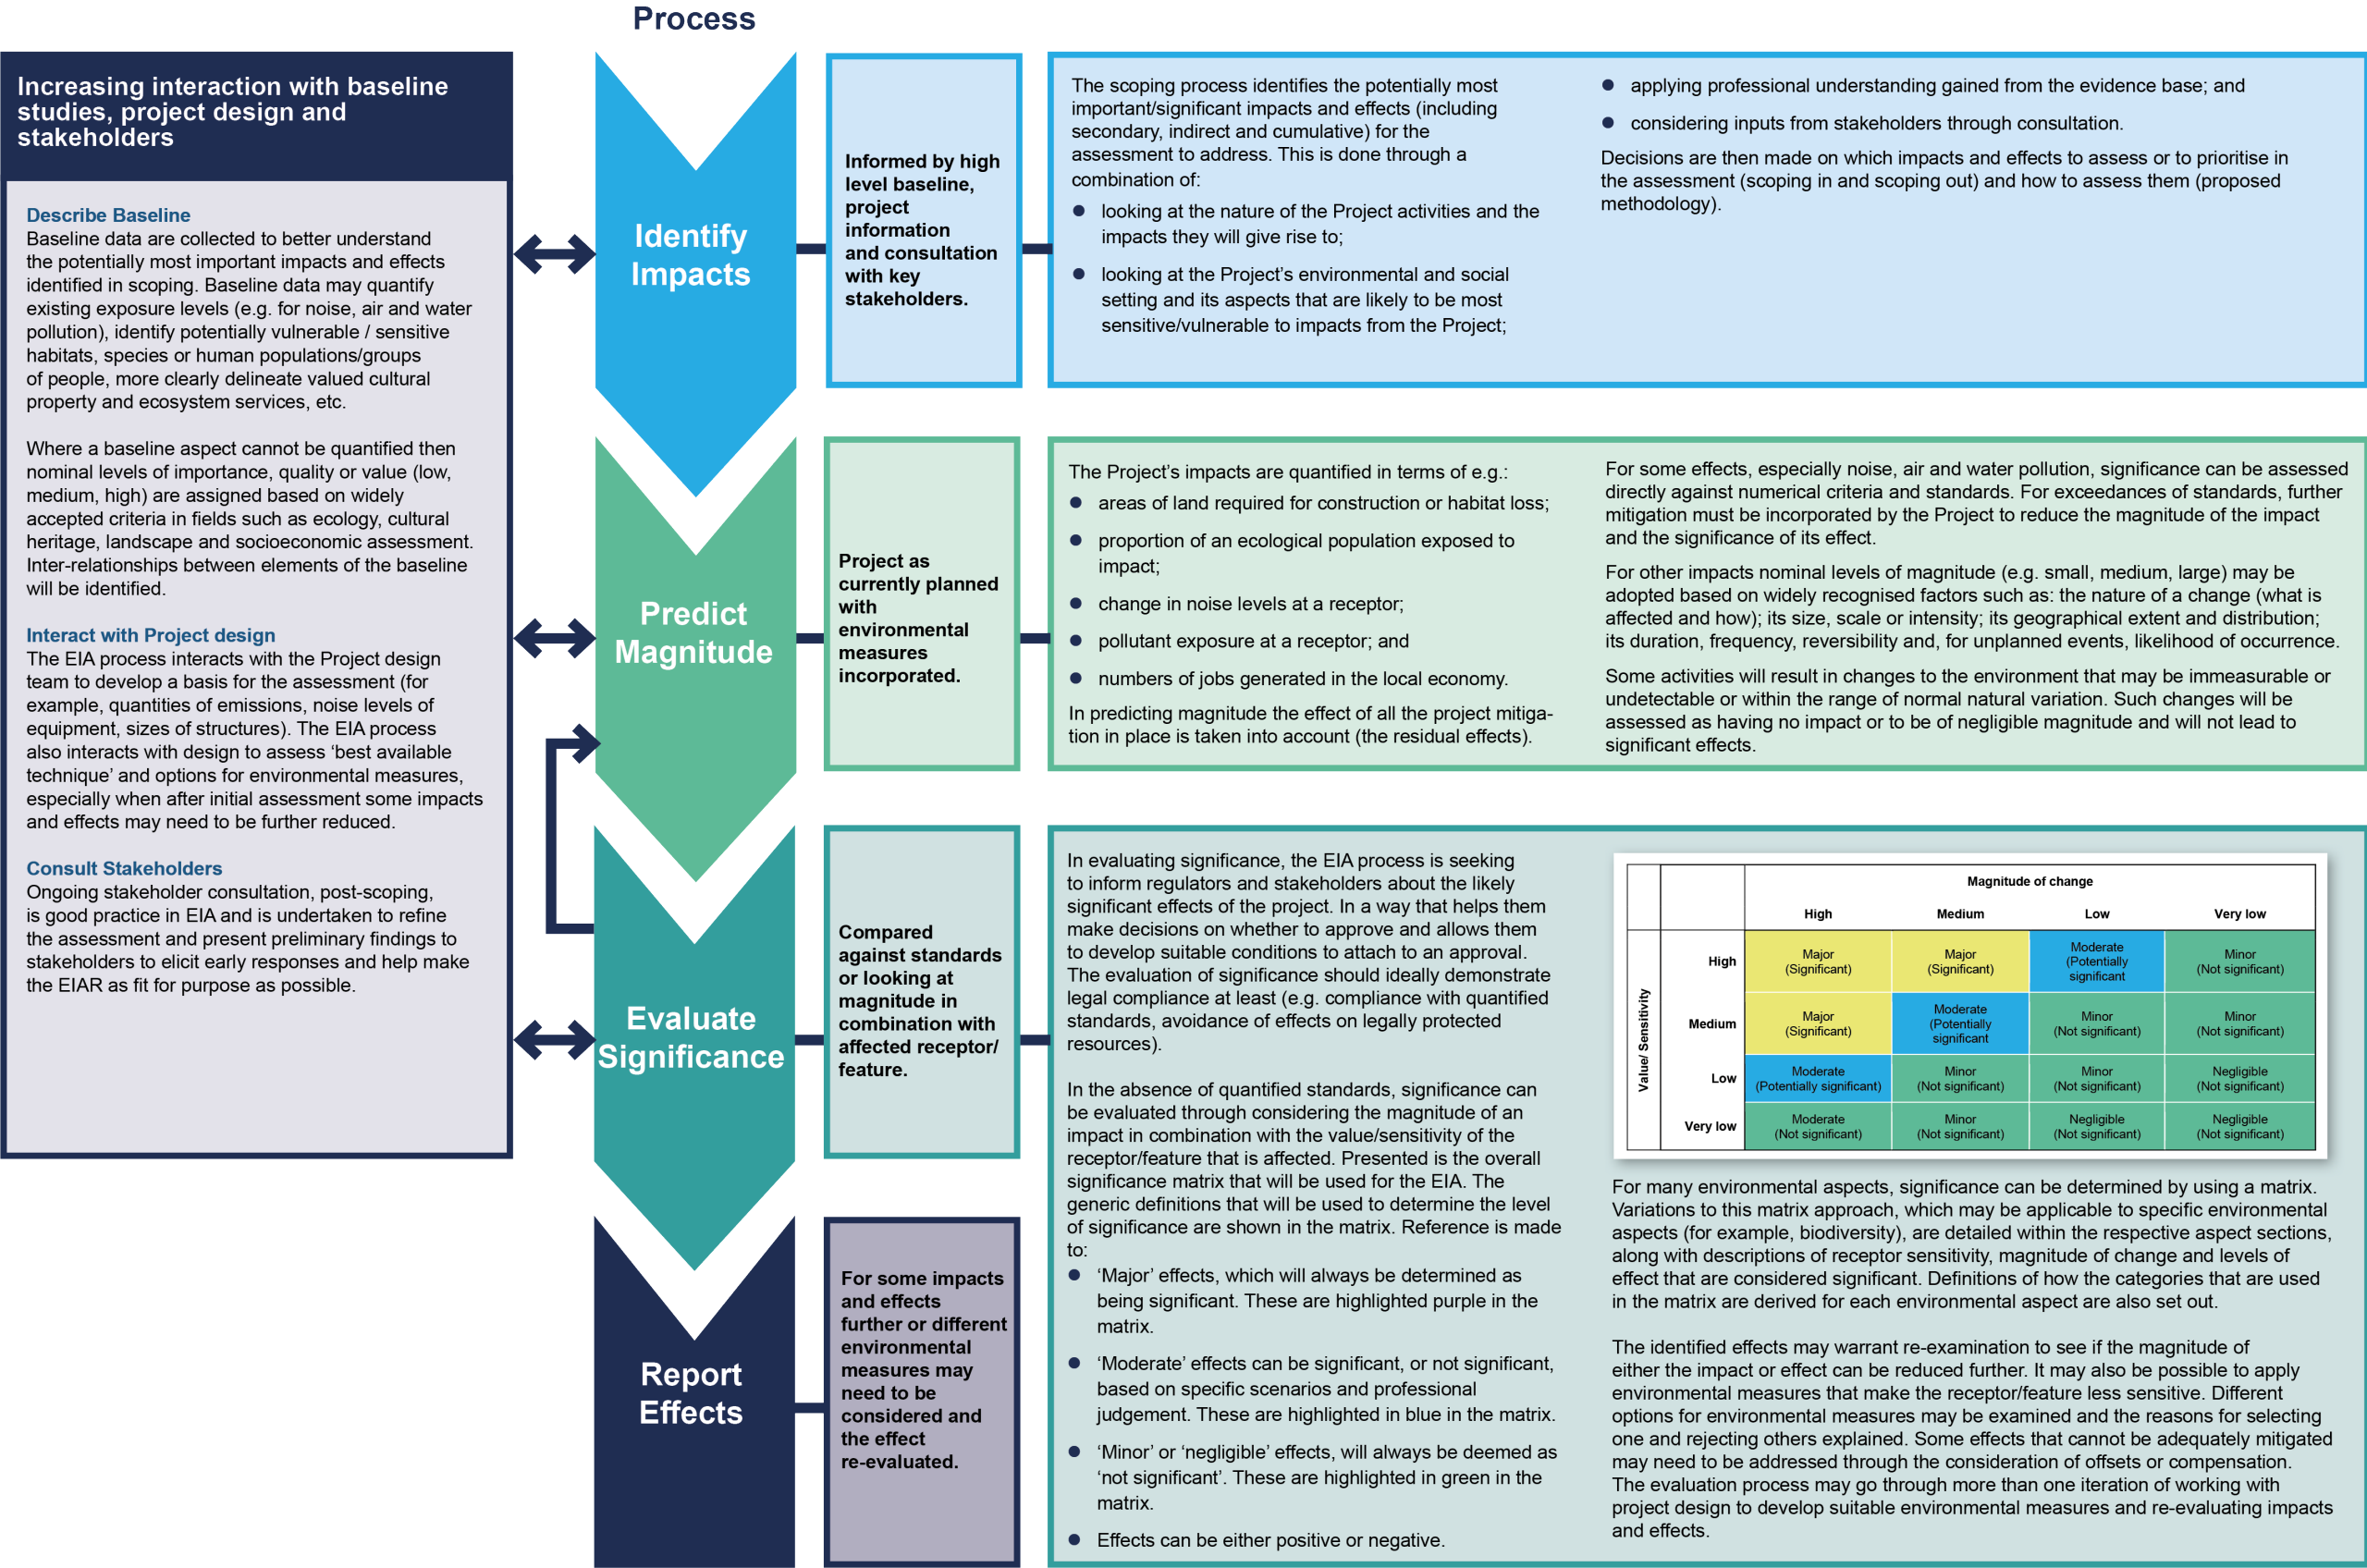 Process
Increasing interaction with baseline
studies, project design and
stakeholders
Describe Baseline
Baseline data are collected to better understand
the potentially most important impacts and effects
identified in scoping. Baseline data may quantify
existing exposure levels (e.g. for noise, air and water
pollution), identify potentially vulnerable / sensitive
habitats, species or human populations/groups
of people, more clearly delineate valued cultural
property and ecosystem services, etc.
Where a baseline aspect cannot be quantified then
nominal levels of importance, quality or value (low,
medium, high) are assigned based on widely
accepted criteria in fields such as ecology, cultural
heritage, landscape and socioeconomic assessment.
Inter-relationships between elements of the baseline
will be identified.
Interact with Project design
The EIA process interacts with the Project design
team to develop a basis for the assessment (for
example, quantities of emissions, noise levels of
equipment, sizes of structures). The EIA process
also interacts with design to assess ‘best available
technique’ and options for environmental measures,
especially when after initial assessment some impacts
and effects may need to be further reduced.
Consult Stakeholders
Ongoing stakeholder consultation, post-scoping,
is good practice in EIA and is undertaken to refine
the assessment and present preliminary findings to
stakeholders to elicit early responses and help make
the EIAR as fit for purpose as possible.
Identify
Impacts
Informed by high
level baseline,
project
information
and consultation
with key
stakeholders.
The scoping process identifies the potentially most
important/significant impacts and effects (including
secondary, indirect and cumulative) for the
assessment to address. This is done through a
combination of:
● looking at the nature of the Project activities and the
impacts they will give rise to;
● looking at the Project’s environmental and social
setting and its aspects that are likely to be most
sensitive/vulnerable to impacts from the Project;
● applying professional understanding gained from the evidence base; and
● considering inputs from stakeholders through consultation.
Decisions are then made on which impacts and effects to assess or to prioritise in
the assessment (scoping in and scoping out) and how to assess them (proposed
methodology).
Predict
Magnitude
Project as
currently planned
with
environmental
measures
incorporated.
The Project’s impacts are quantified in terms of e.g.:
● areas of land required for construction or habitat loss;
● proportion of an ecological population exposed to
impact;
● change in noise levels at a receptor;
● pollutant exposure at a receptor; and
● numbers of jobs generated in the local economy.
In predicting magnitude the effect of all the project mitiga-
tion in place is taken into account (the residual effects).
For some effects, especially noise, air and water pollution, significance can be assessed
directly against numerical criteria and standards. For exceedances of standards, further
mitigation must be incorporated by the Project to reduce the magnitude of the impact
and the significance of its effect.
For other impacts nominal levels of magnitude (e.g. small, medium, large) may be
adopted based on widely recognised factors such as: the nature of a change (what is
affected and how); its size, scale or intensity; its geographical extent and distribution;
its duration, frequency, reversibility and, for unplanned events, likelihood of occurrence.
Some activities will result in changes to the environment that may be immeasurable or
undetectable or within the range of normal natural variation. Such changes will be
assessed as having no impact or to be of negligible magnitude and will not lead to
significant effects.
Evaluate
Significance
Compared
against standards
or looking at
magnitude in
combination with
affected receptor/
feature.
In evaluating significance, the EIA process is seeking
to inform regulators and stakeholders about the likely
significant effects of the project. In a way that helps them
make decisions on whether to approve and allows them
to develop suitable conditions to attach to an approval.
The evaluation of significance should ideally demonstrate
legal compliance at least (e.g. compliance with quantified
standards, avoidance of effects on legally protected
resources).
In the absence of quantified standards, significance can
be evaluated through considering the magnitude of an
impact in combination with the value/sensitivity of the
receptor/feature that is affected. Presented is the overall
significance matrix that will be used for the EIA. The
generic definitions that will be used to determine the level
of significance are shown in the matrix. Reference is made
to:
● ‘Major’ effects, which will always be determined as
being significant. These are highlighted purple in the
matrix.
● ‘Moderate’ effects can be significant, or not significant,
based on specific scenarios and professional
judgement. These are highlighted in blue in the matrix.
● ‘Minor’ or ‘negligible’ effects, will always be deemed as
‘not significant’. These are highlighted in green in the
matrix.
● Effects can be either positive or negative.
Magnitude of change
High Medium Low Very low
Value/ Sensitivity
High
Major
(Significant)
Major
(Significant)
Moderate
(Potentially
significant
Minor
(Not significant)
Medium
Major
(Significant)
Moderate
(Potentially
significant
Minor
(Not significant)
Minor
(Not significant)
Low
Moderate
(Potentially significant)
Minor
(Not significant)
Minor
(Not significant)
Negligible
(Not significant)
Very low
Moderate
(Not significant)
Minor
(Not significant)
Negligible
(Not significant)
Negligible
(Not significant)
For many environmental aspects, significance can be determined by using a matrix.
Variations to this matrix approach, which may be applicable to specific environmental
aspects (for example, biodiversity), are detailed within the respective aspect sections,
along with descriptions of receptor sensitivity, magnitude of change and levels of
effect that are considered significant. Definitions of how the categories that are used
in the matrix are derived for each environmental aspect are also set out.
The identified effects may warrant re-examination to see if the magnitude of
either the impact or effect can be reduced further. It may also be possible to apply
environmental measures that make the receptor/feature less sensitive. Different
options for environmental measures may be examined and the reasons for selecting
one and rejecting others explained. Some effects that cannot be adequately mitigated
may need to be addressed through the consideration of offsets or compensation.
The evaluation process may go through more than one iteration of working with
project design to develop suitable environmental measures and re-evaluating impacts
and effects.
Report
Effects
For some impacts
and effects
further or different
environmental
measures may
need to be
considered and
the effect
re-evaluated.